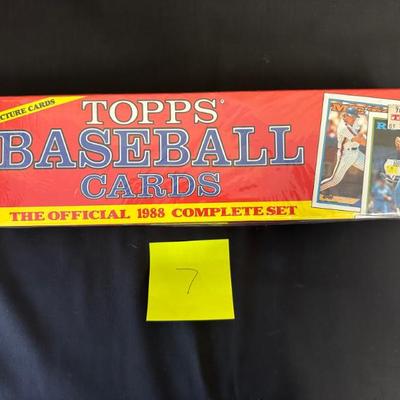 CTURE CARDS
TOPPS®
BASEBALL
CARDS
THE OFFICIAL 1988 COMPLETE SET
7